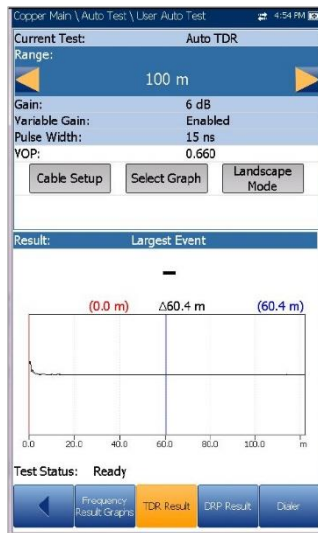 Copper Main \ Auto Test \ User Auto Test 4:54 PM
Current Test: Auto TDR
Range:
100 m
Gain: 6 dB
Variable Gain: Enabled
Pulse Width: 15 ns
VOP: 0.660
Cable Setup Select Graph Landscape Mode
Result: Largest Event
–
(0.0 m) Δ60.4 m (60.4 m)
0.0 20.0 40.0 60.0 80.0 100.0 m
Test Status: Ready
Frequency Result Graphs TDR Result DRP Result Dialer